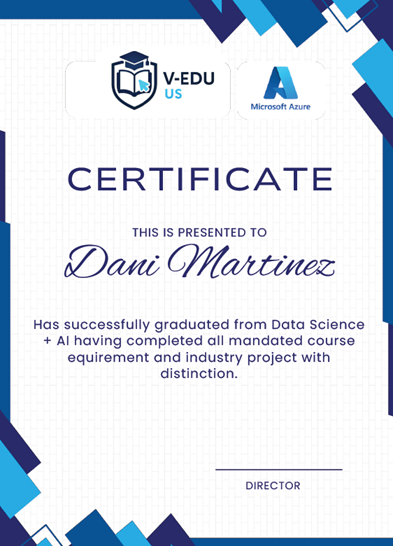 V-EDU
US
Microsoft Azure
CERTIFICATE
THIS IS PRESENTED TO
Dani Martinez
Has successfully graduated from Data Science
+ AI having completed all mandated course
equirement and industry project with
distinction.
DIRECTOR